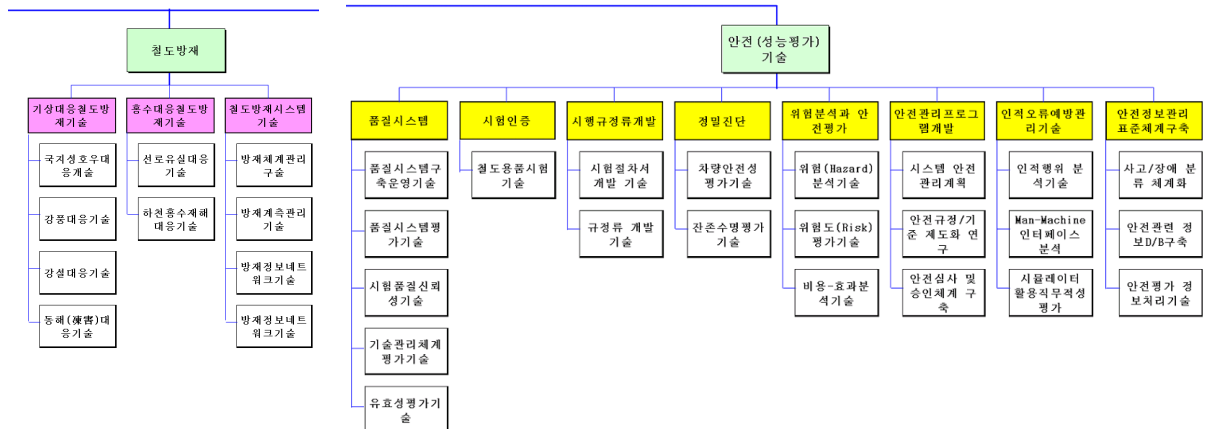 철도방재
기상대응철도방
재기술
국지성호우대
응개술
강풍대응기술
강설대응기술
동해(凍害)대
응기술
홍수대응철도방
재기술
선로유실대응
기술
하천홍수재해
대응기술
철도방재시스템
기술
방재체계관리
구술
방재계측관리
기술
방재정보네트
워크기술
방재정보네트
워크기술
안전(성능평가)
기술
품질시스템
품질시스템구
축운영기술
품질시스템평
가기술
시험품질신뢰
성기술
기술관리체계
평가기술
유효성평가기
술
시험인증
철도용품시험
기술
시행규정류개발
시험절차서
개발 기술
규정류 개발
기술
정밀진단
차량안전성
평가기술
잔존수명평가
기술
위험분석과 안
전평가
위험(Hazard)
분석기술
위험도(Risk)
평가기술
비용-효과분
석기술
안전관리프로그
램개발
시스템 안전
관리계획
안전규정/기
준 제도화 연
구
안전심사 및
승인체계 구
축
인적오류예방관
리기술
인적행위 분
석기술
Man-Machine
인터페이스
분석
시뮬레이터
활용직무적성
평가
안전정보관리
표준체계구축
사고/장애 분
류 체계화
안전관련 정
보D/B구축
안전평가 정
보처리기술